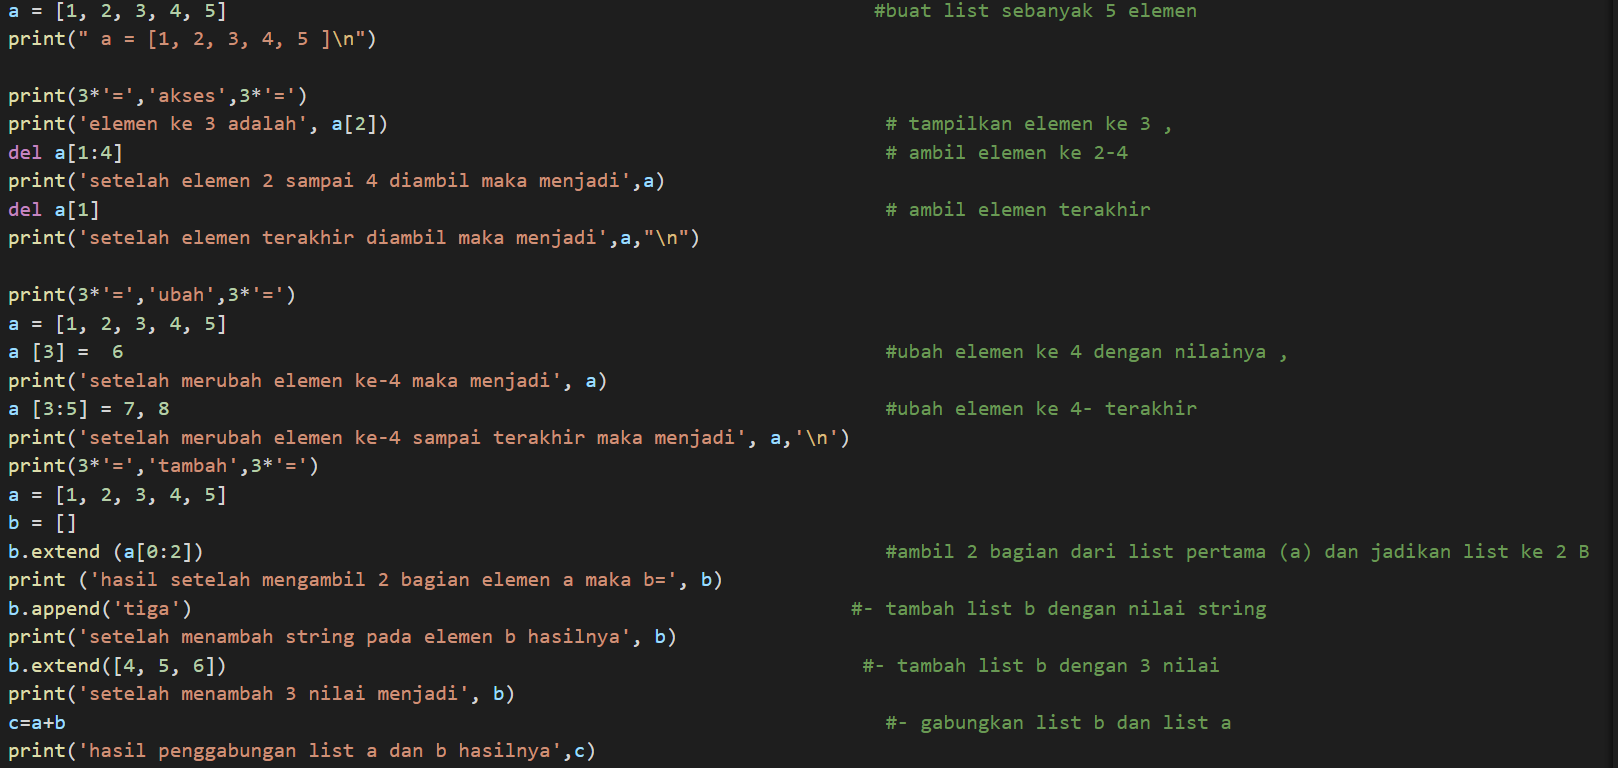 a = [1, 2, 3, 4, 5] #buat list sebanyak 5 elemen
print(" a = [1, 2, 3, 4, 5 ]\n")
print(3*'=','akses',3*'=')
print('elemen ke 3 adalah', a[2]) # tampilkan elemen ke 3 ,
del a[1:4] # ambil elemen ke 2-4
print('setelah elemen 2 sampai 4 diambil maka menjadi',a)
del a[1] # ambil elemen terakhir
print('setelah elemen terakhir diambil maka menjadi',a,"\n")
print(3*'=','ubah',3*'=')
a = [1, 2, 3, 4, 5]
a [3] =  6 #ubah elemen ke 4 dengan nilainya ,
print('setelah merubah elemen ke-4 maka menjadi', a)
a [3:5] = 7, 8 #ubah elemen ke 4- terakhir
print('setelah merubah elemen ke-4 sampai terakhir maka menjadi', a,'\n')
print(3*'=','tambah',3*'=')
a = [1, 2, 3, 4, 5]
b = []
b.extend (a[0:2]) #ambil 2 bagian dari list pertama (a) dan jadikan list ke 2 B
print ('hasil setelah mengambil 2 bagian elemen a maka b=', b)
b.append('tiga') #- tambah list b dengan nilai string
print('setelah menambah string pada elemen b hasilnya', b)
b.extend([4, 5, 6]) #- tambah list b dengan 3 nilai
print('setelah menambah 3 nilai menjadi', b)
c=a+b #- gabungkan list b dan list a
print('hasil penggabungan list a dan b hasilnya',c)